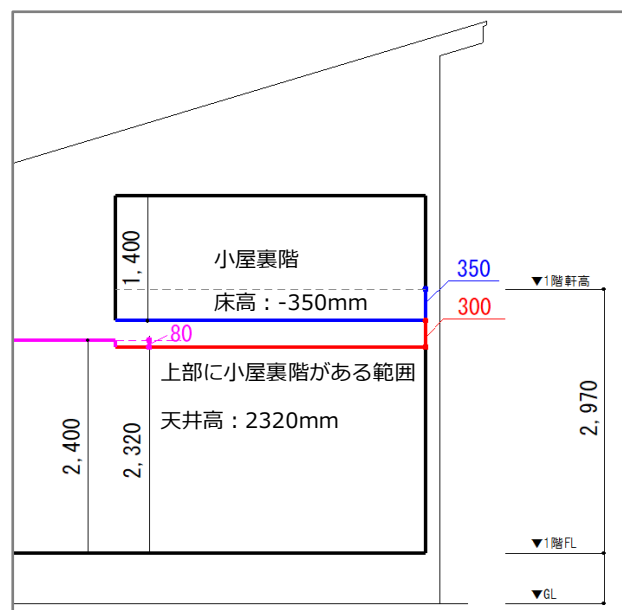 1,400
小屋裏階
350
▼1階軒高
床高：-350mm
300
80
上部に小屋裏階がある範囲
天井高：2320mm
2,400
2,320
2,970
▼1階FL
▼GL